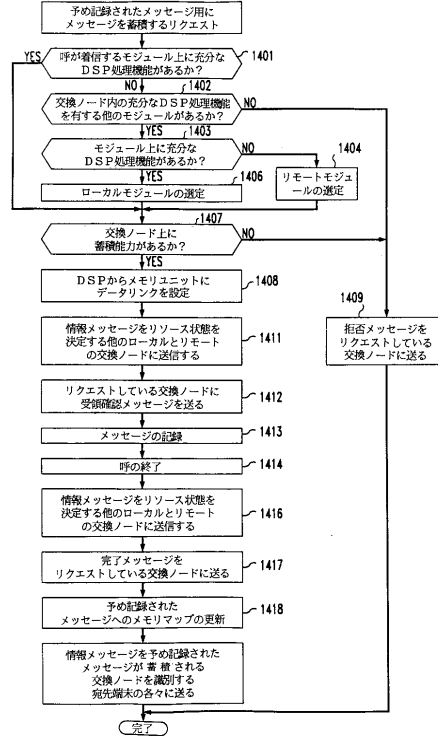 予め記録されたメッセージ用に
メッセージを蓄積するリクエスト
YES
呼が着信するモジュール上に充分な
DSP処理機能があるか?
1401
NO
1402
交換ノード内の充分なDSP処理機能
を有する他のモジュールがあるか?
NO
YES
1403
モジュール上に充分な
DSP処理機能があるか?
NO
1404
リモートモジュ
ールの選定
YES
1406
ローカルモジュールの選定
1407
交換ノード上に
蓄積能力があるか?
NO
YES
DSPからメモリユニットに
データリンクを設定
1408
1409
拒否メッセージを
リクエストしている
交換ノードに送る
情報メッセージをリソース状態を
決定する他のローカルとリモート
の交換ノードに送信する
1411
リクエストしている交換ノードに
受領確認メッセージを送る
1412
メッセージの記録
1413
呼の終了
1414
情報メッセージをリソース状態を
決定する他のローカルとリモート
の交換ノードに送信する
1416
完了メッセージを
リクエストしている交換ノードに送る
1417
予め記録された
メッセージへのメモリマップの更新
1418
情報メッセージを予め記録された
メッセージが蓄積される
交換ノードを識別する
宛先端末の各々に送る
完了